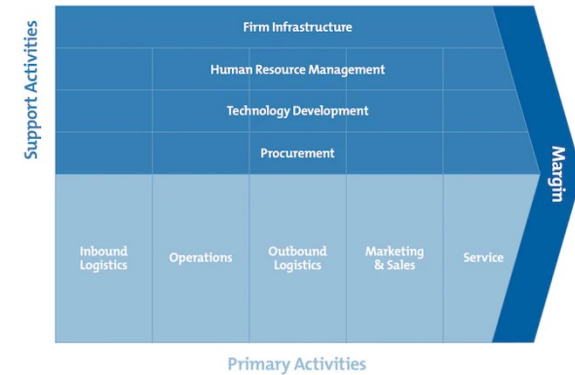 Support Activities
Firm Infrastructure
Human Resource Management
Technology Development
Procurement
Margin
Inbound
Logistics
Operations
Outbound
Logistics
Marketing
& Sales
Service
Primary Activities